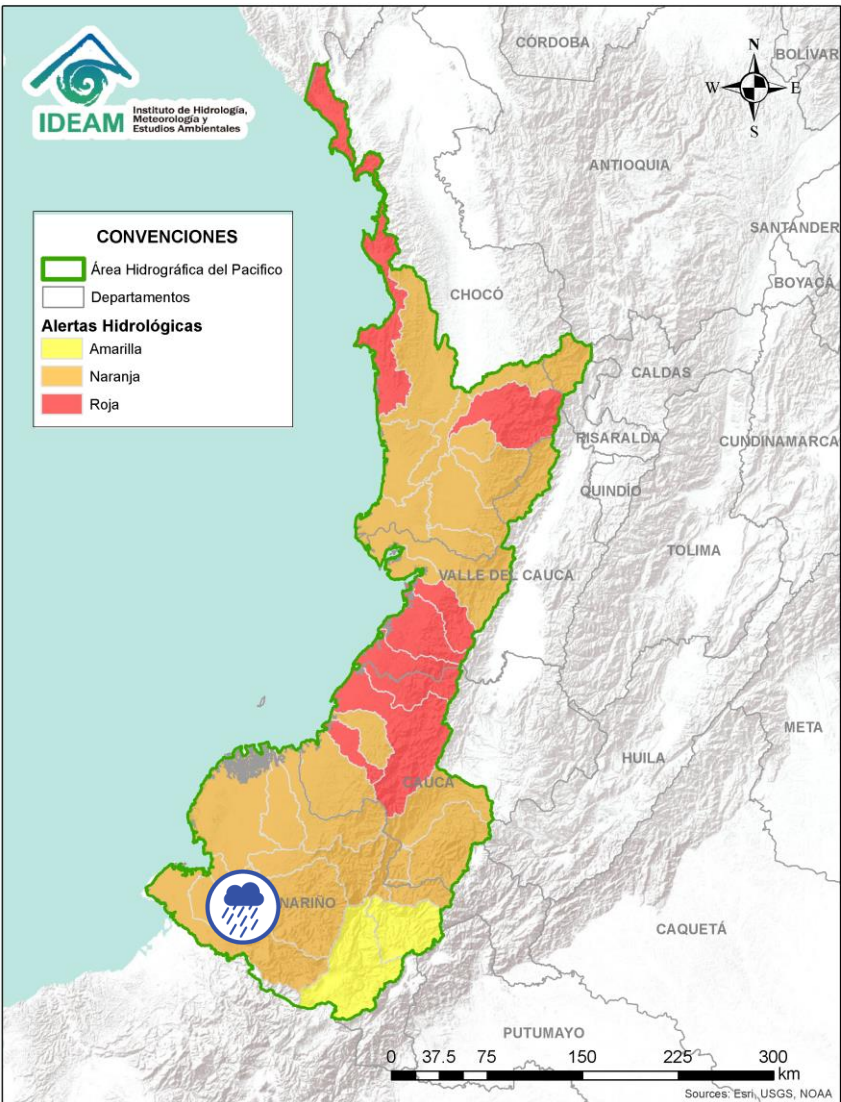 IDEAM
Instituto de Hidrología,
Meteorología y
Estudios Ambientales
CONVENCIONES
Área Hidrográfica del Pacifico
Departamentos
Alertas Hidrológicas
Amarilla
Naranja
Roja
N
W
E
S
CÓRDOBA
BOLIVAR
ANTIOQUIA
SANTANDER
BOYACÁ
CHOCÓ
CALDAS
RISARALDA
CUNDINAMARCA
QUINDÍO
TOLIMA
VALLE DEL CAUCA
META
HUILA
CAUCA
NARIÑO
CAQUETÁ
PUTUMAYO
0 37.5 75 150 225 300
km
Sources: Esri, USGS, NOAA